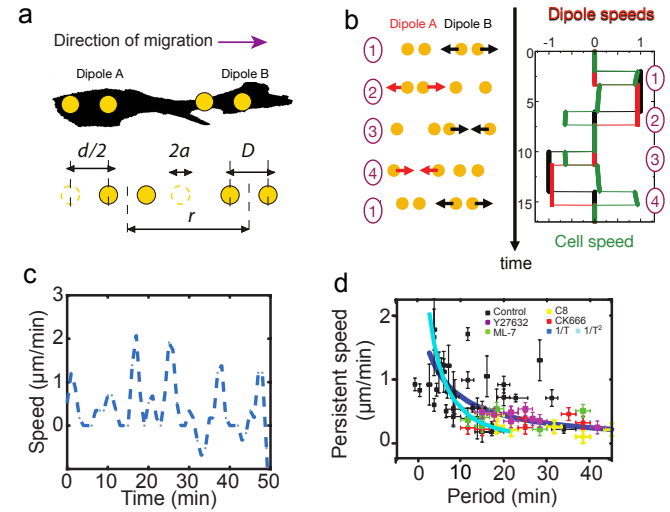 a
Direction of migration
Dipole A
Dipole B
d/2
2a
D
r
b
Dipole A
Dipole B
1
2
3
4
1
time
Dipole speeds
-1 0 1
0
5
10
15
1
2
3
4
Cell speed
c
Speed (µm/min)
3
2
1
0
0 10 20 30 40 50
Time (min)
d
Persistent speed
(µm/min)
2
1
0
0 10 20 30 40
Period (min)
Control
Y27632
ML-7
C8
CK666
1/T 1/T²